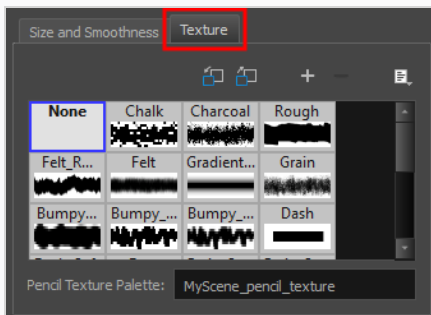 Size and Smoothness Texture
None Chalk Charcoal Rough
Felt_R... Felt Gradient... Grain
Bumpy... Bumpy_... Bumpy_... Dash
Pencil Texture Palette: MyScene_pencil_texture